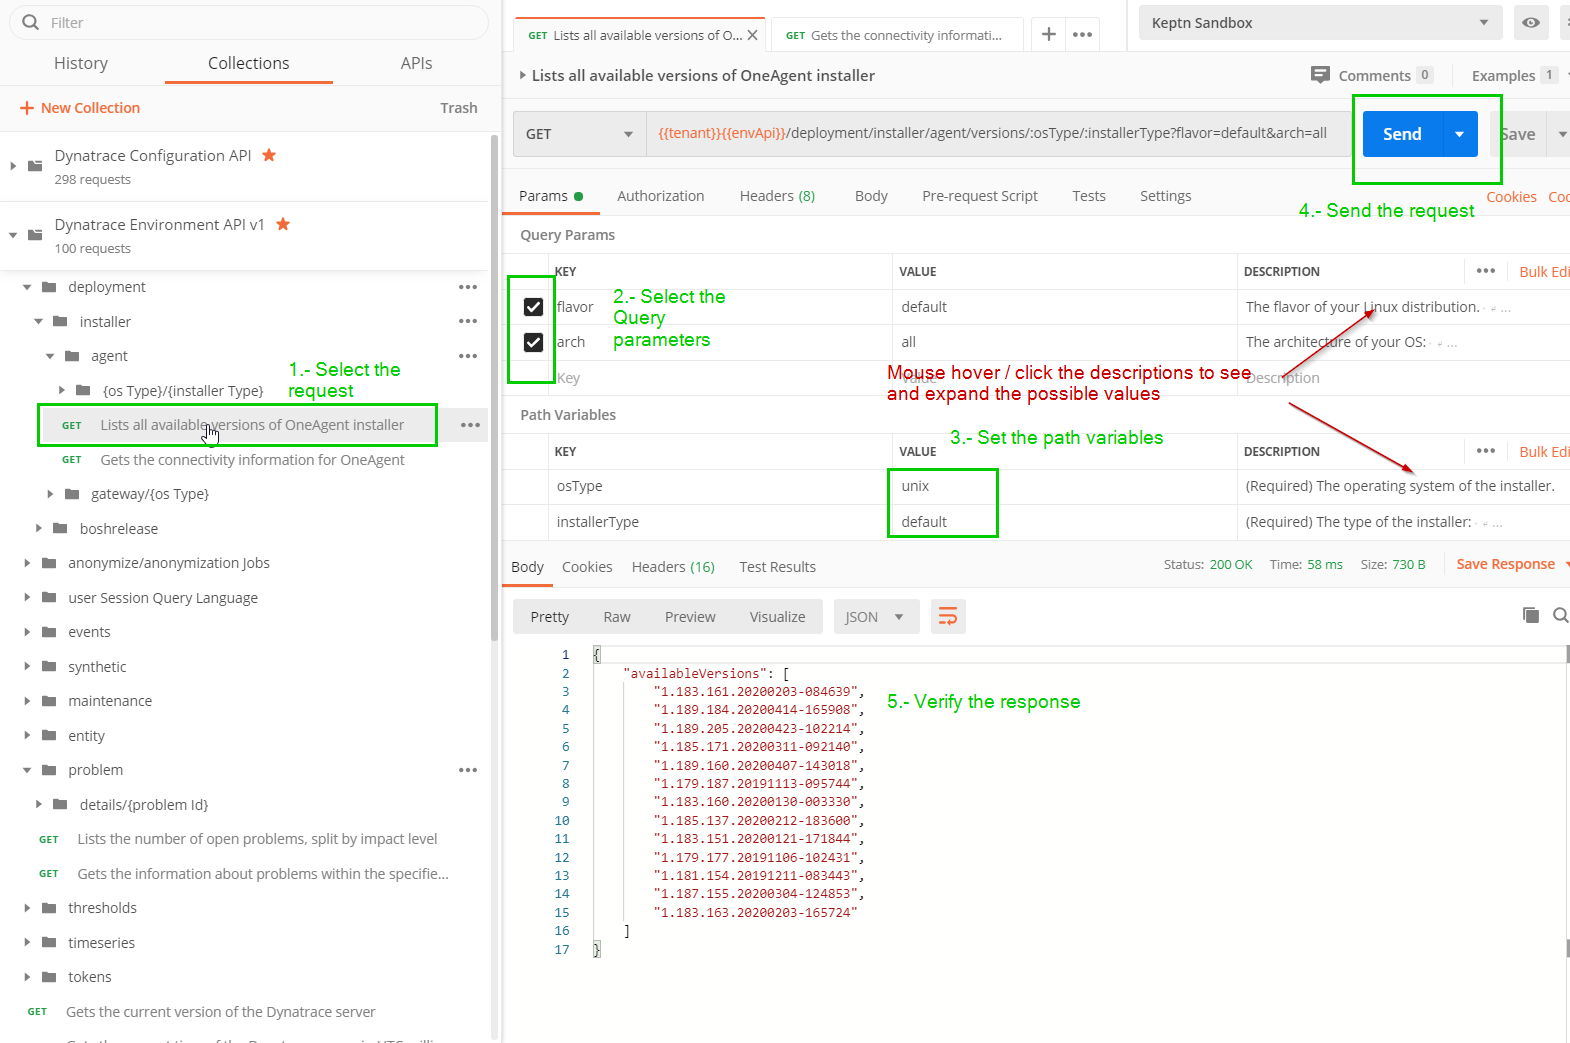 Filter
History Collections APIs
+ New Collection Trash
Dynatrace Configuration API
298 requests
Dynatrace Environment API v1
100 requests
deployment
installer
agent
{os Type}/{installer Type}
1.- Select the
request
GET Lists all available versions of OneAgent installer
GET Gets the connectivity information for OneAgent
gateway/{os Type}
boshrelease
anonymize/anonymization Jobs
user Session Query Language
events
synthetic
maintenance
entity
problem
details/{problem Id}
GET Lists the number of open problems, split by impact level
GET Gets the information about problems within the specifie...
thresholds
timeseries
tokens
GET Gets the current version of the Dynatrace server
GET Lists all available versions of O... GET Gets the connectivity informati... Keptn Sandbox
Lists all available versions of OneAgent installer Comments 0 Examples 1
GET {{tenant}}{{envApi}}/deployment/installer/agent/versions/:osType/:installerType?flavor=default&arch=all Send Save
Params Authorization Headers (8) Body Pre-request Script Tests Settings Cookies Coc
4.- Send the request
Query Params
KEY VALUE DESCRIPTION Bulk Edi
flavor default The flavor of your Linux distribution. ...
2.- Select the
Query
parameters
arch all The architecture of your OS: ...
Key Value Description
Mouse hover / click the descriptions to see
and expand the possible values
Path Variables
3.- Set the path variables
KEY VALUE DESCRIPTION Bulk Edi
osType unix (Required) The operating system of the installer.
installerType default (Required) The type of the installer: ...
Body Cookies Headers (16) Test Results Status: 200 OK Time: 58 ms Size: 730 B Save Response
Pretty Raw Preview Visualize JSON
1 {
2 "availableVersions": [
3 "1.183.161.20200203-084639",
4 "1.189.184.20200414-165908",
5 "1.189.205.20200423-102214",
6 "1.185.171.20200311-092140",
7 "1.189.160.20200407-143018",
8 "1.179.187.20191113-095744",
9 "1.183.160.20200130-003330",
10 "1.185.137.20200212-183600",
11 "1.183.151.20200121-171844",
12 "1.179.177.20191106-102431",
13 "1.181.154.20191211-083443",
14 "1.187.155.20200304-124853",
15 "1.183.163.20200203-165724"
16 ]
17 }
5.- Verify the response